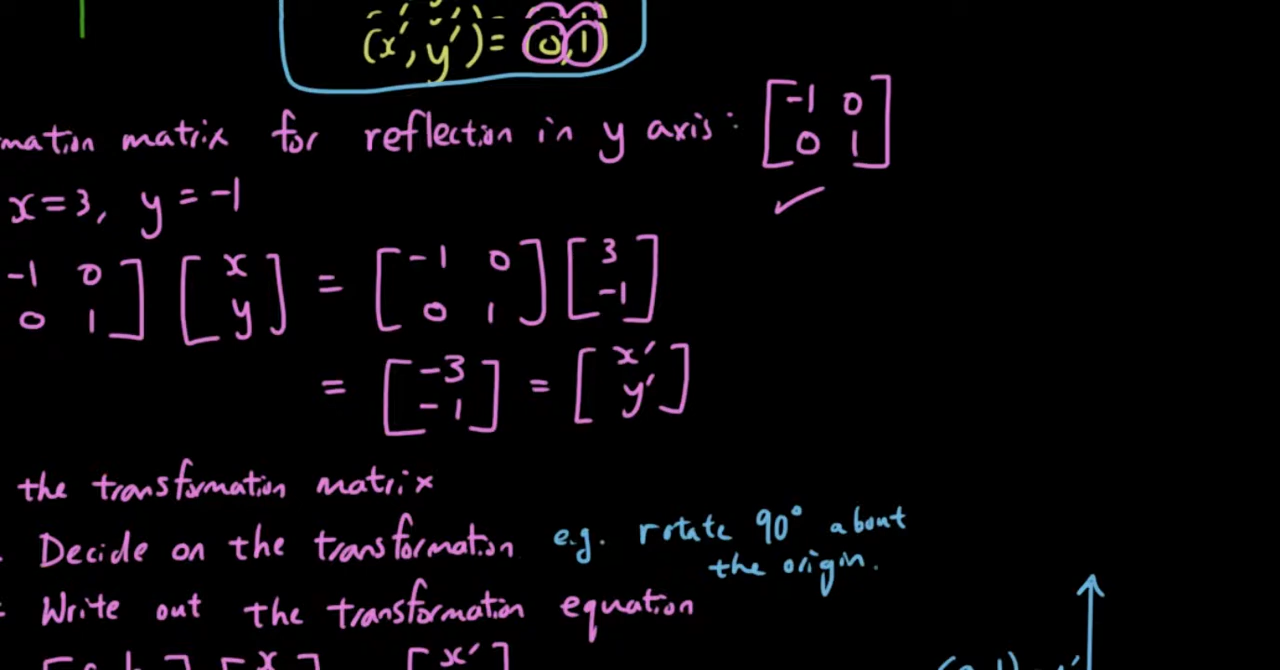 (x', y') = (0,1)
mation matrix for reflection in y axis: [-1 0
0 1]
x=3, y=-1
-1 0
0 1] [x
y] = [-1 0
0 1] [3
-1]
= [-3
-1] = [x'
y']
the transformation matrix
Decide on the transformation e.g. rotate 90° about
the origin.
Write out the transformation equation